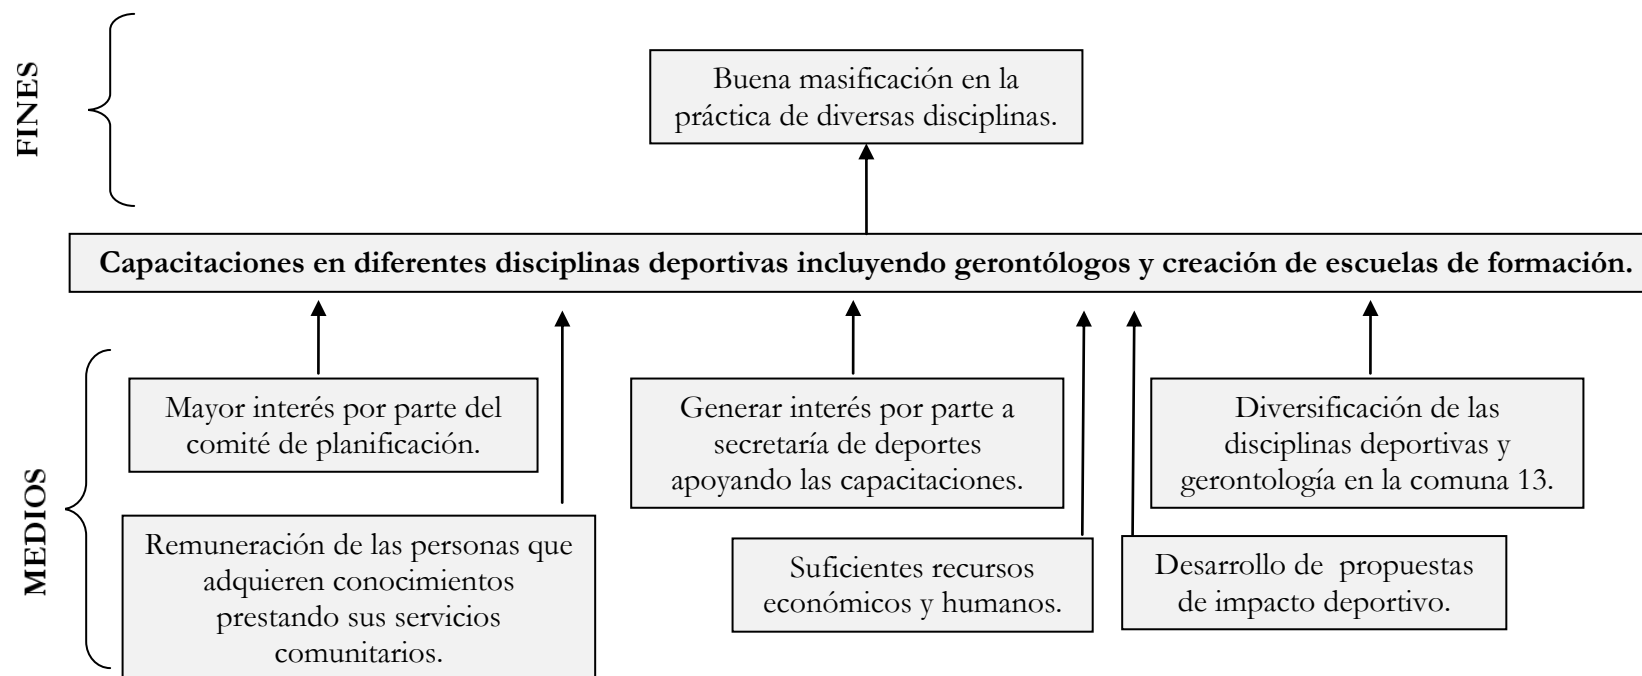 FINES
Buena masificación en la
práctica de diversas disciplinas.
Capacitaciones en diferentes disciplinas deportivas incluyendo gerontólogos y creación de escuelas de formación.
MEDIOS
Mayor interés por parte del
comité de planificación.
Generar interés por parte a
secretaría de deportes
apoyando las capacitaciones.
Diversificación de las
disciplinas deportivas y
gerontología en la comuna 13.
Remuneración de las personas que
adquieren conocimientos
prestando sus servicios
comunitarios.
Suficientes recursos
económicos y humanos.
Desarrollo de  propuestas
de impacto deportivo.